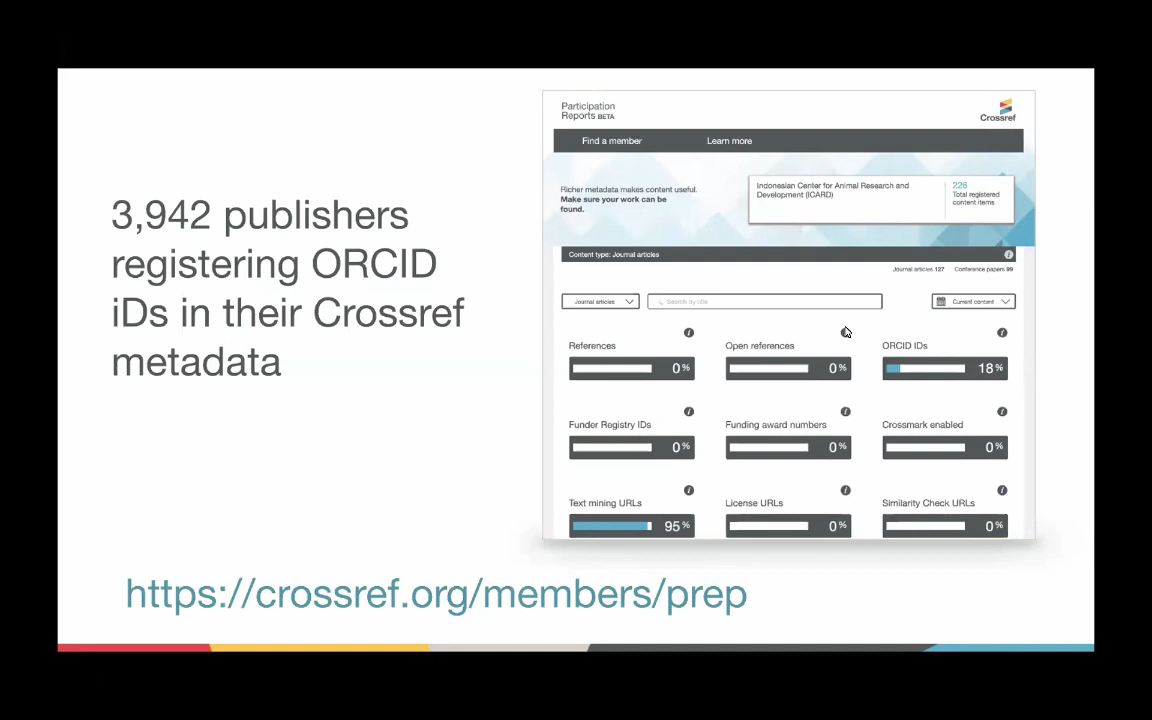 3,942 publishers
registering ORCID
iDs in their Crossref
metadata
Participation
Reports BETA
Crossref
Find a member
Learn more
Richer metadata makes content useful.
Make sure your work can be
found.
Indonesian Center for Animal Research and
Development (ICARD)
226
Total registered
content items
Content type: Journal articles
Journal articles 127 Conference papers 99
Journal articles
Search by title
Current content
References
Open references
ORCID IDs
0%
0%
18%
Funder Registry IDs
Funding award numbers
Crossmark enabled
0%
0%
0%
Text mining URLs
License URLs
Similarity Check URLs
95%
0%
0%
https://crossref.org/members/prep